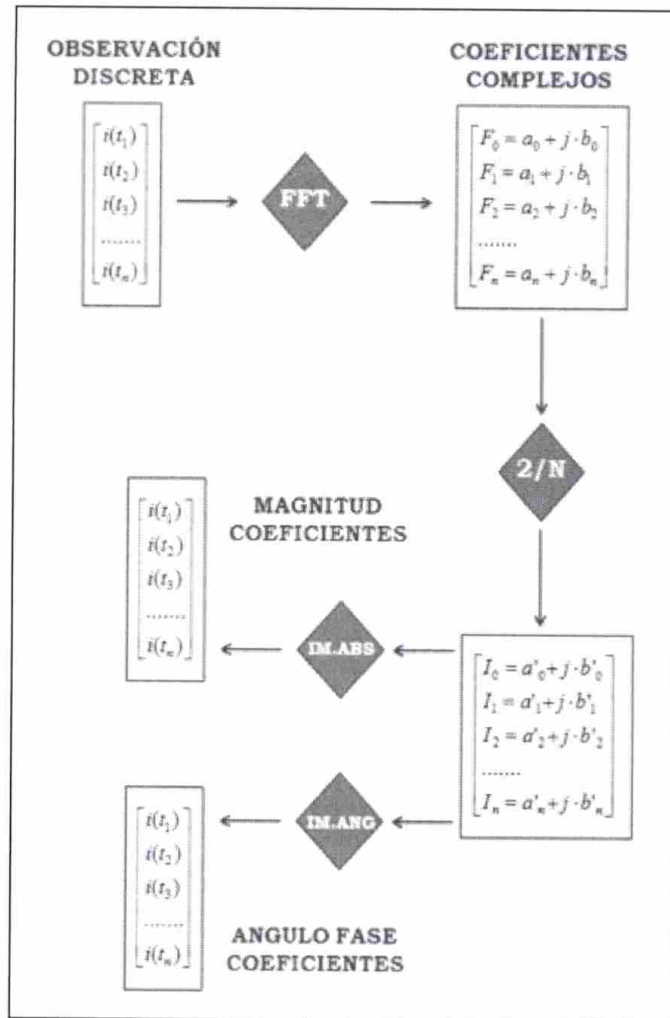 OBSERVACIÓN
DISCRETA
i(t₁)
i(t₂)
i(t₃)
.......
i(tₙ)
FFT
COEFICIENTES
COMPLEJOS
F₀ = a₀ + j · b₀
F₁ = a₁ + j · b₁
F₂ = a₂ + j · b₂
.......
Fₙ = aₙ + j · bₙ
2/N
I₀ = a'₀ + j · b'₀
I₁ = a'₁ + j · b'₁
I₂ = a'₂ + j · b'₂
.......
Iₙ = a'ₙ + j · b'ₙ
IM.ABS
MAGNITUD
COEFICIENTES
i(t₁)
i(t₂)
i(t₃)
.......
i(tₙ)
IM.ANG
i(t₁)
i(t₂)
i(t₃)
.......
i(tₙ)
ANGULO FASE
COEFICIENTES